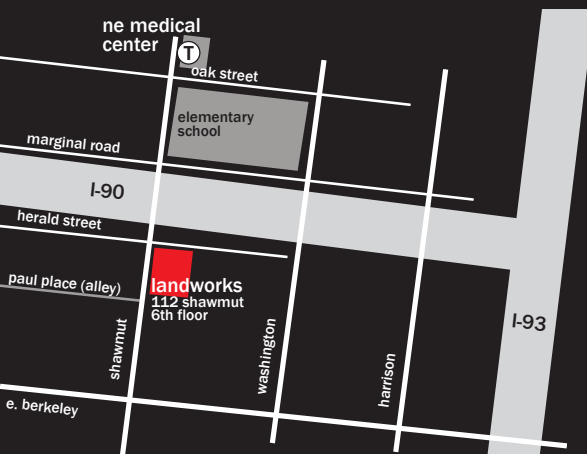 ne medical
center
T
oak street
elementary
school
marginal road
I-90
herald street
paul place (alley)
landworks
112 shawmut
6th floor
I-93
shawmut
washington
harrison
e. berkeley